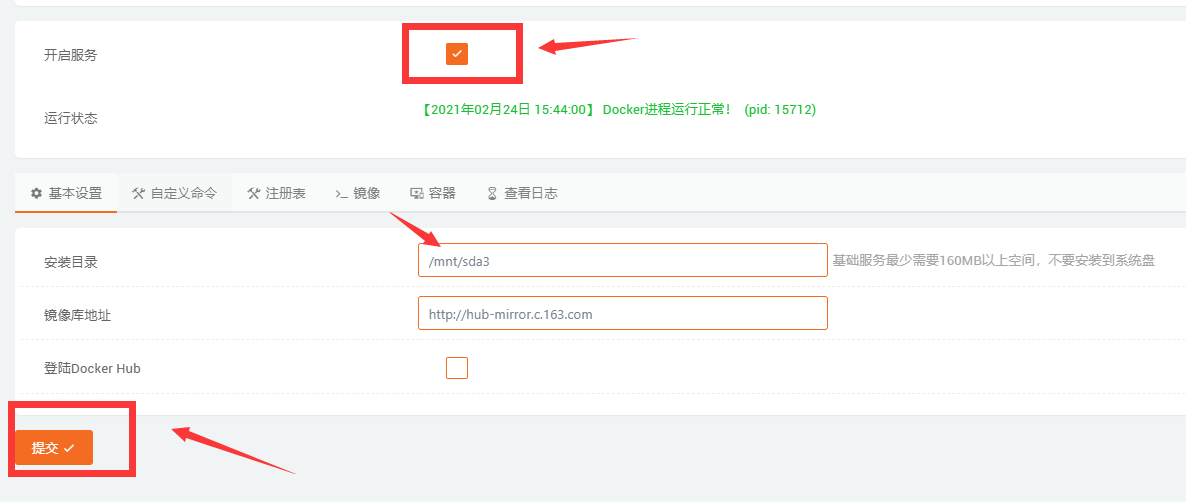 开启服务
运行状态
【2021年02月24日 15:44:00】 Docker进程运行正常！ (pid: 15712)
基本设置 自定义命令 注册表 镜像 容器 查看日志
安装目录 /mnt/sda3 基础服务最少需要160MB以上空间，不要安装到系统盘
镜像库地址 http://hub-mirror.c.163.com
登陆Docker Hub
提交